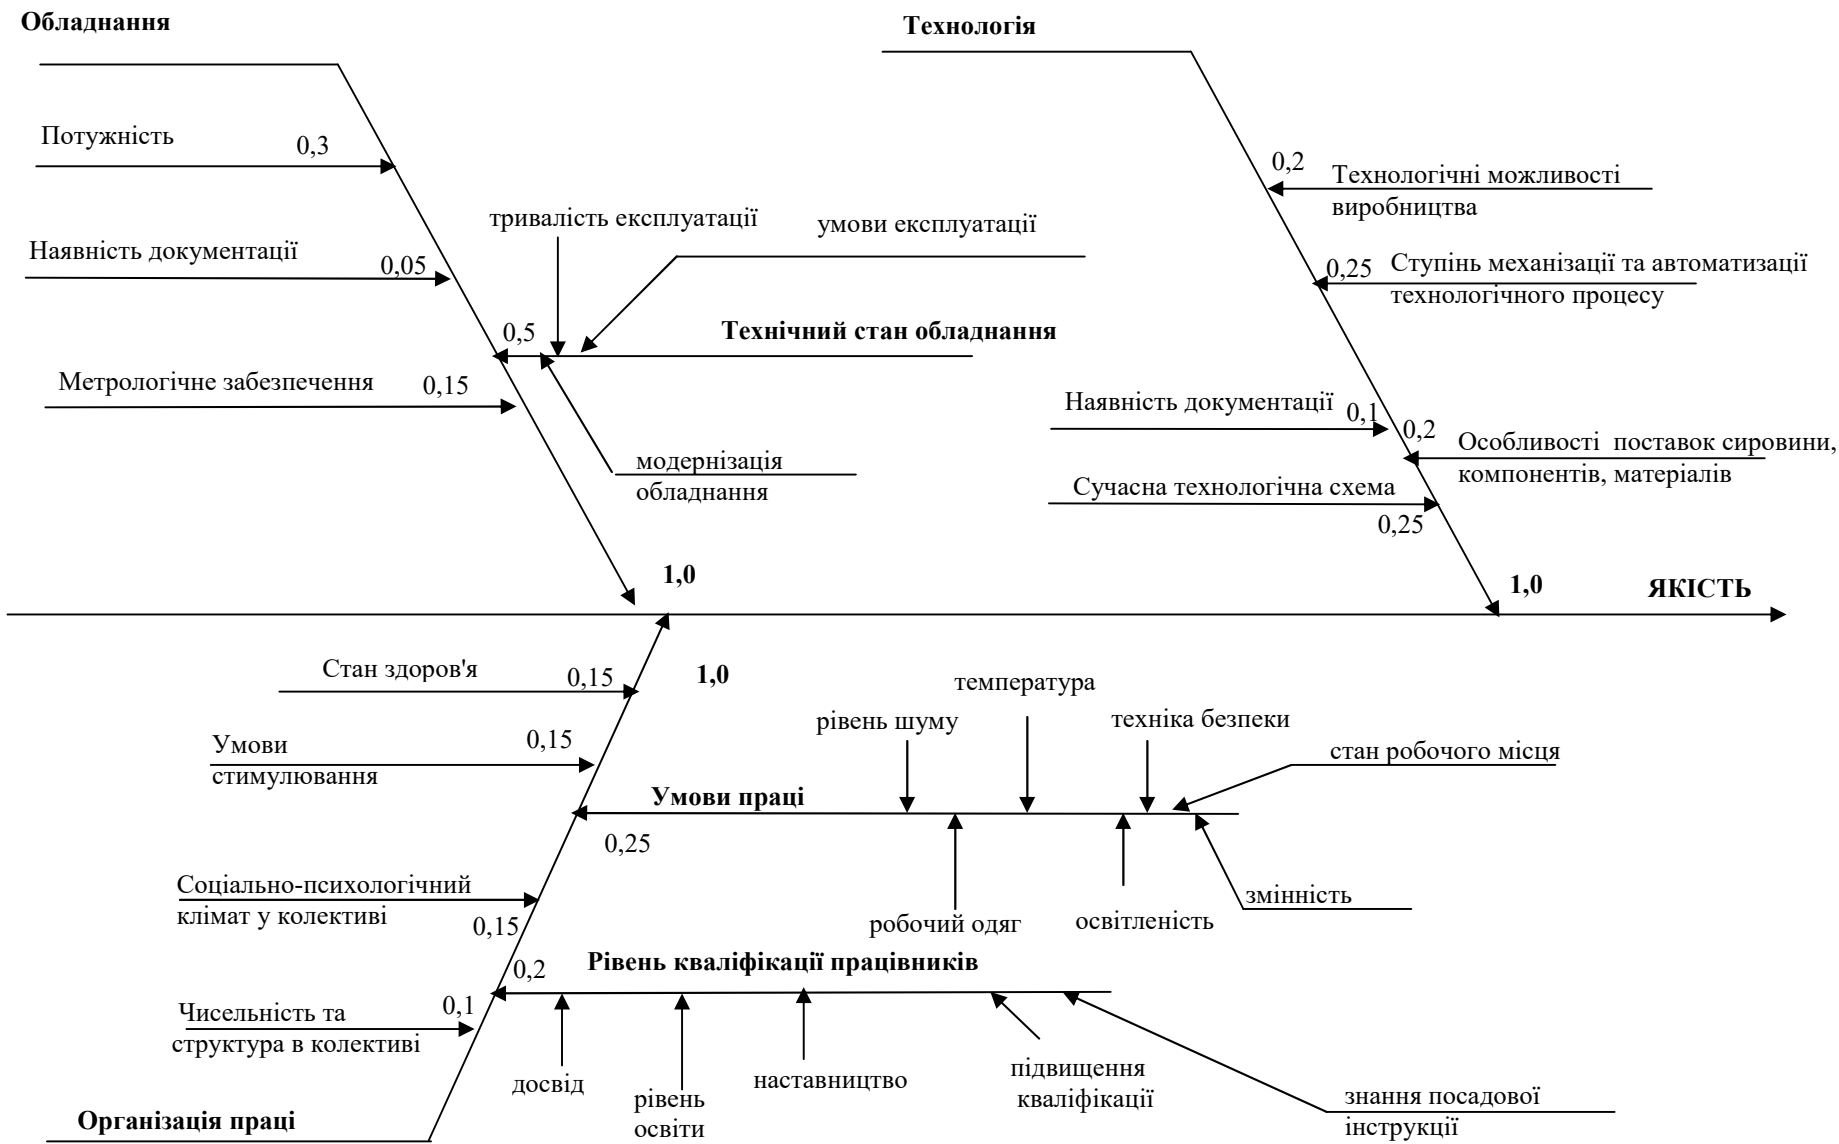 Обладнання
Технологія
Потужність
0,3
0,2
Технологічні можливості
виробництва
тривалість експлуатації
умови експлуатації
Наявність документації
0,05
0,25
Ступінь механізації та автоматизації
технологічного процесу
0,5
Технічний стан обладнання
Метрологічне забезпечення
0,15
Наявність документації
0,1
0,2
Особливості поставок сировини,
компонентів, матеріалів
модернізація
обладнання
Сучасна технологічна схема
0,25
1,0
1,0
ЯКІСТЬ
Стан здоров'я
0,15
1,0
температура
рівень шуму
техніка безпеки
Умови
стимулювання
0,15
стан робочого місця
Умови праці
0,25
Соціально-психологічний
клімат у колективі
0,15
змінність
робочий одяг
освітленість
0,2
Рівень кваліфікації працівників
Чисельність та
структура в колективі
0,1
досвід
рівень
освіти
наставництво
підвищення
кваліфікації
знання посадової
інструкції
Організація праці